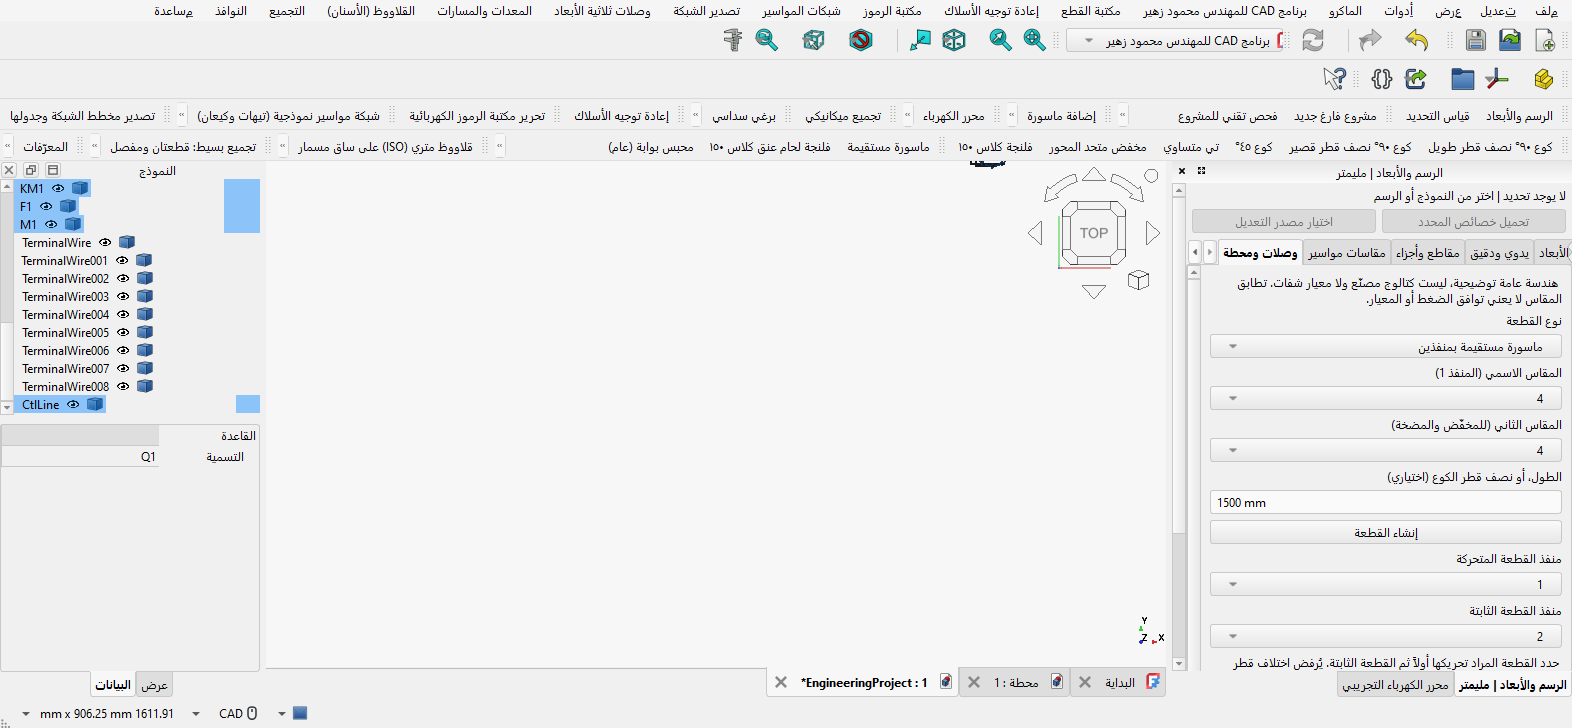 ملف تعديل عرض أدوات الماكرو برنامج CAD للمهندس محمود زهير مكتبة القطع إعادة توجيه الأسلاك مكتبة الرموز شبكات المواسير تصدير الشبكة وصلات ثلاثية الأبعاد المعدات والمسارات القلاووظ (الأسنان) التجميع النوافذ مساعدة
برنامج CAD للمهندس محمود زهير
الرسم والأبعاد قياس التحديد مشروع فارغ جديد فحص تقني للمشروع إضافة ماسورة محرر الكهرباء تجميع ميكانيكي برغي سداسي إعادة توجيه الأسلاك تحرير مكتبة الرموز الكهربائية شبكة مواسير نموذجية (تيهات وكيعان) تصدير مخطط الشبكة وجدولها
كوع ٩٠° نصف قطر طويل كوع ٩٠° نصف قطر قصير كوع ٤٥° تي متساوي مخفض متحد المحور فلنجة كلاس ١٥٠ ماسورة مستقيمة فلنجة لحام عنق كلاس ١٥٠ محبس بوابة (عام) قلاووظ متري (ISO) على ساق مسمار تجميع بسيط: قطعتان ومفصل المعرّفات
الرسم والأبعاد | مليمتر
لا يوجد تحديد | اختر من النموذج أو الرسم
تحميل خصائص المحدد اختيار مصدر التعديل
الأبعاد يدوي ودقيق مقاطع وأجزاء مقاسات مواسير وصلات ومحطة
هندسة عامة توضيحية، ليست كتالوج مصنّع ولا معيار شفات. تطابق
المقاس لا يعني توافق الضغط أو المعيار.
نوع القطعة
ماسورة مستقيمة بمنفذين
المقاس الاسمي (المنفذ 1)
4
المقاس الثاني (للمخفّض والمضخة)
4
الطول، أو نصف قطر الكوع (اختياري)
1500 mm
إنشاء القطعة
منفذ القطعة المتحركة
1
منفذ القطعة الثابتة
2
حدد القطعة المراد تحريكها أولاً ثم القطعة الثابتة. يُرفض اختلاف قطر
الرسم والأبعاد | مليمتر محرر الكهرباء التجريبي
TOP
Y
Z X
البداية محطة : 1 EngineeringProject : 1*
النموذج
KM1
F1
M1
TerminalWire
TerminalWire001
TerminalWire002
TerminalWire003
TerminalWire004
TerminalWire005
TerminalWire006
TerminalWire007
TerminalWire008
CtlLine
القاعدة
التسمية Q1
عرض البيانات
mm x 906.25 mm 1611.91 CAD